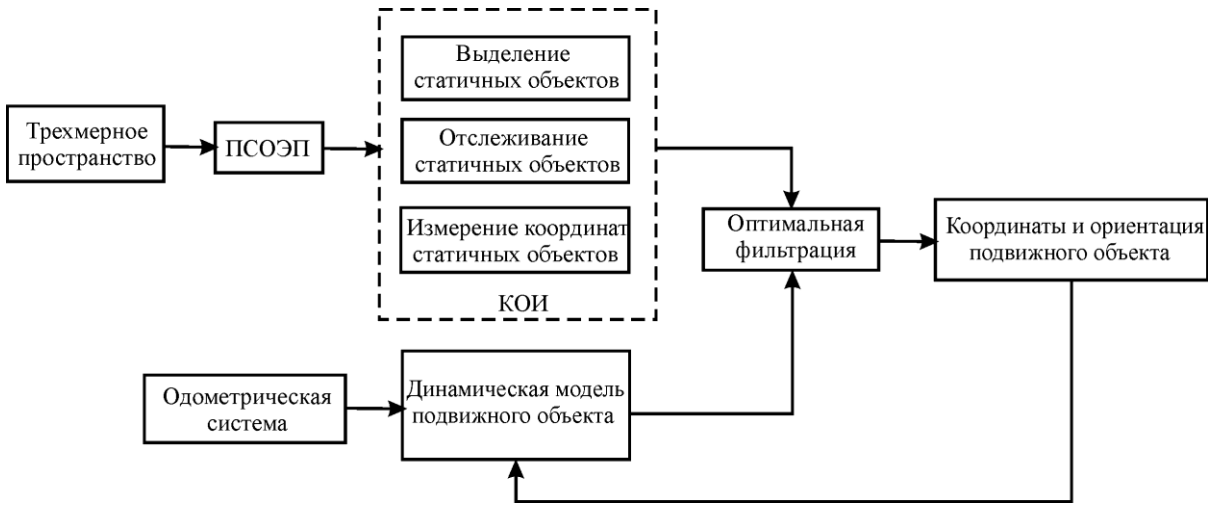 Трехмерное
пространство
ПСОЭП
Выделение
статичных объектов
Отслеживание
статичных объектов
Измерение координат
статичных объектов
КОИ
Оптимальная
фильтрация
Координаты и ориентация
подвижного объекта
Одометрическая
система
Динамическая модель
подвижного объекта